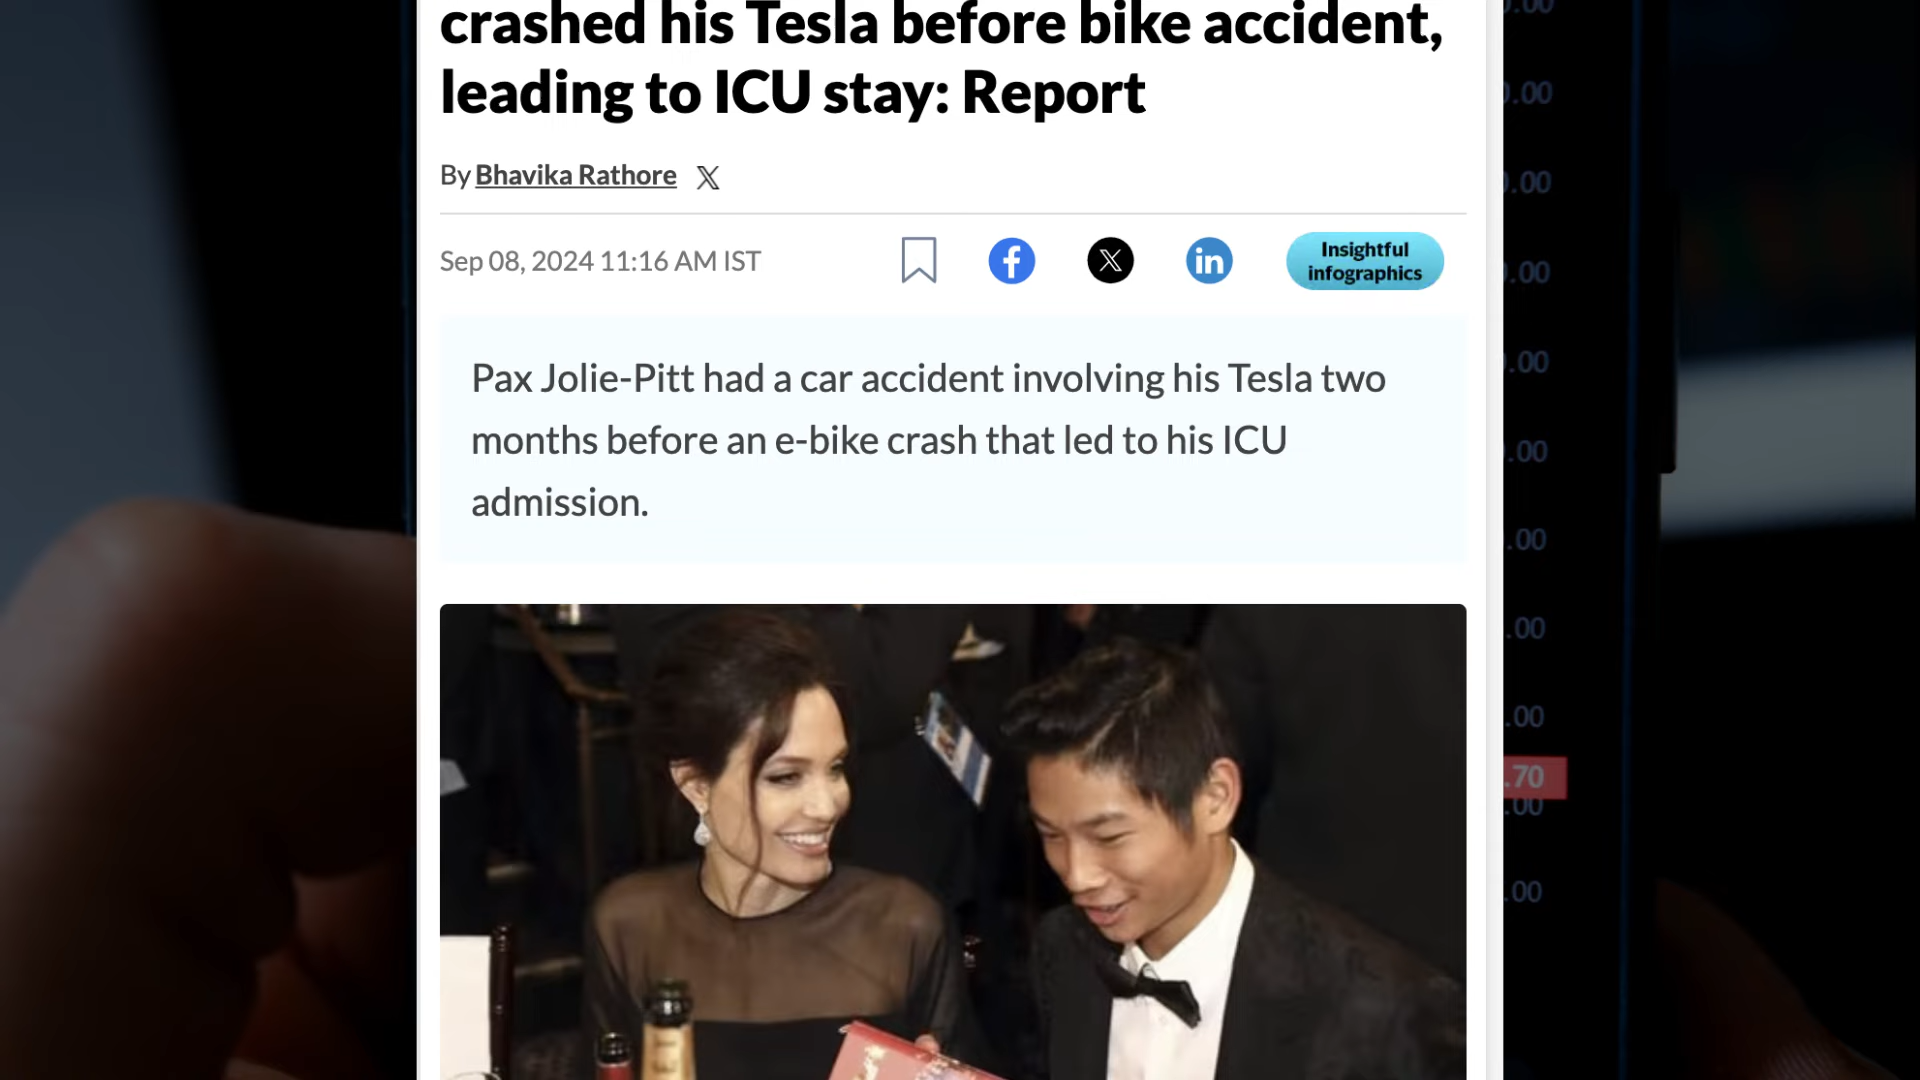 crashed his Tesla before bike accident,
leading to ICU stay: Report
By Bhavika Rathore
Sep 08, 2024 11:16 AM IST
Insightful
infographics
Pax Jolie-Pitt had a car accident involving his Tesla two
months before an e-bike crash that led to his ICU
admission.
.00
.00
.00
.00
.00
.00
.00
.00
.00
.70
.00
.00